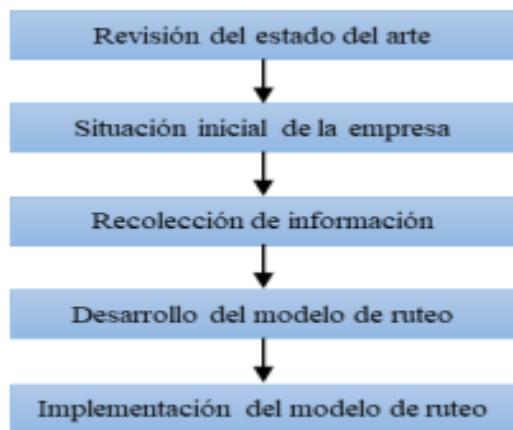 Revisión del estado del arte
Situación inicial de la empresa
Recolección de información
Desarrollo del modelo de ruteo
Implementación del modelo de ruteo